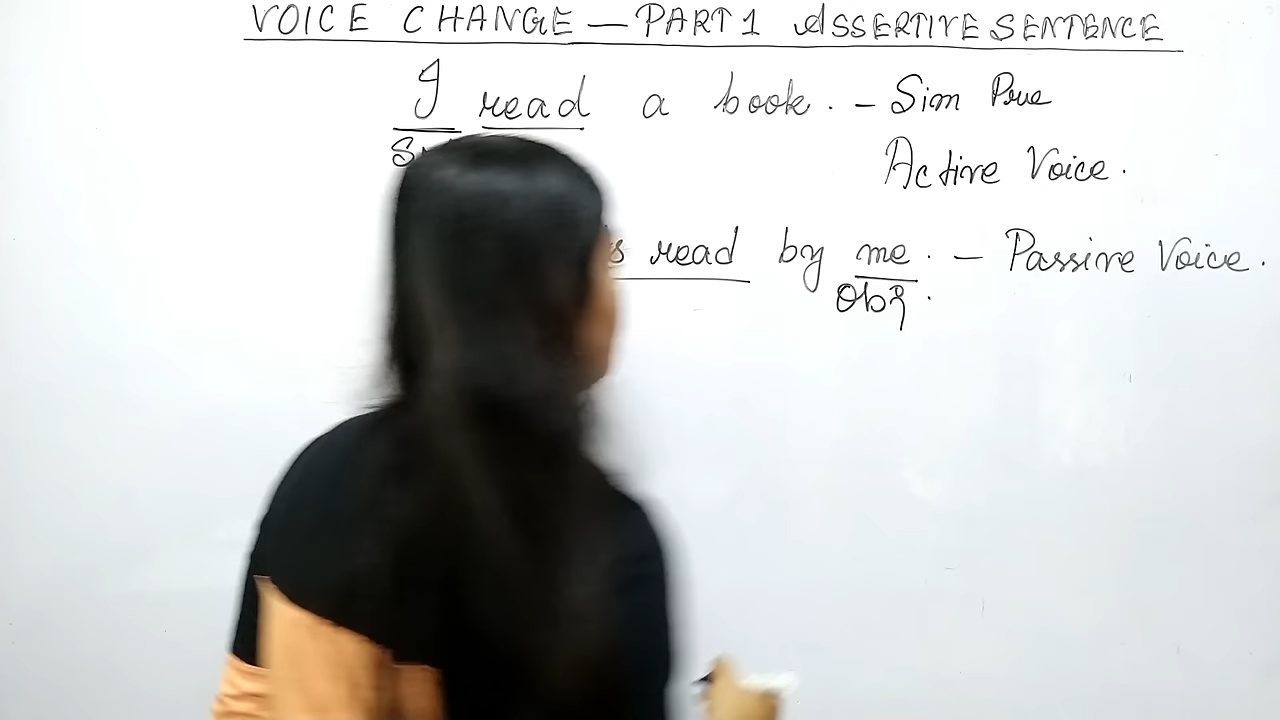 VOICE CHANGE — PART 1 ASSERTIVE SENTENCE
I read a book. - Sim Pre
Active Voice.
read by me. - Passive Voice.
Obj.